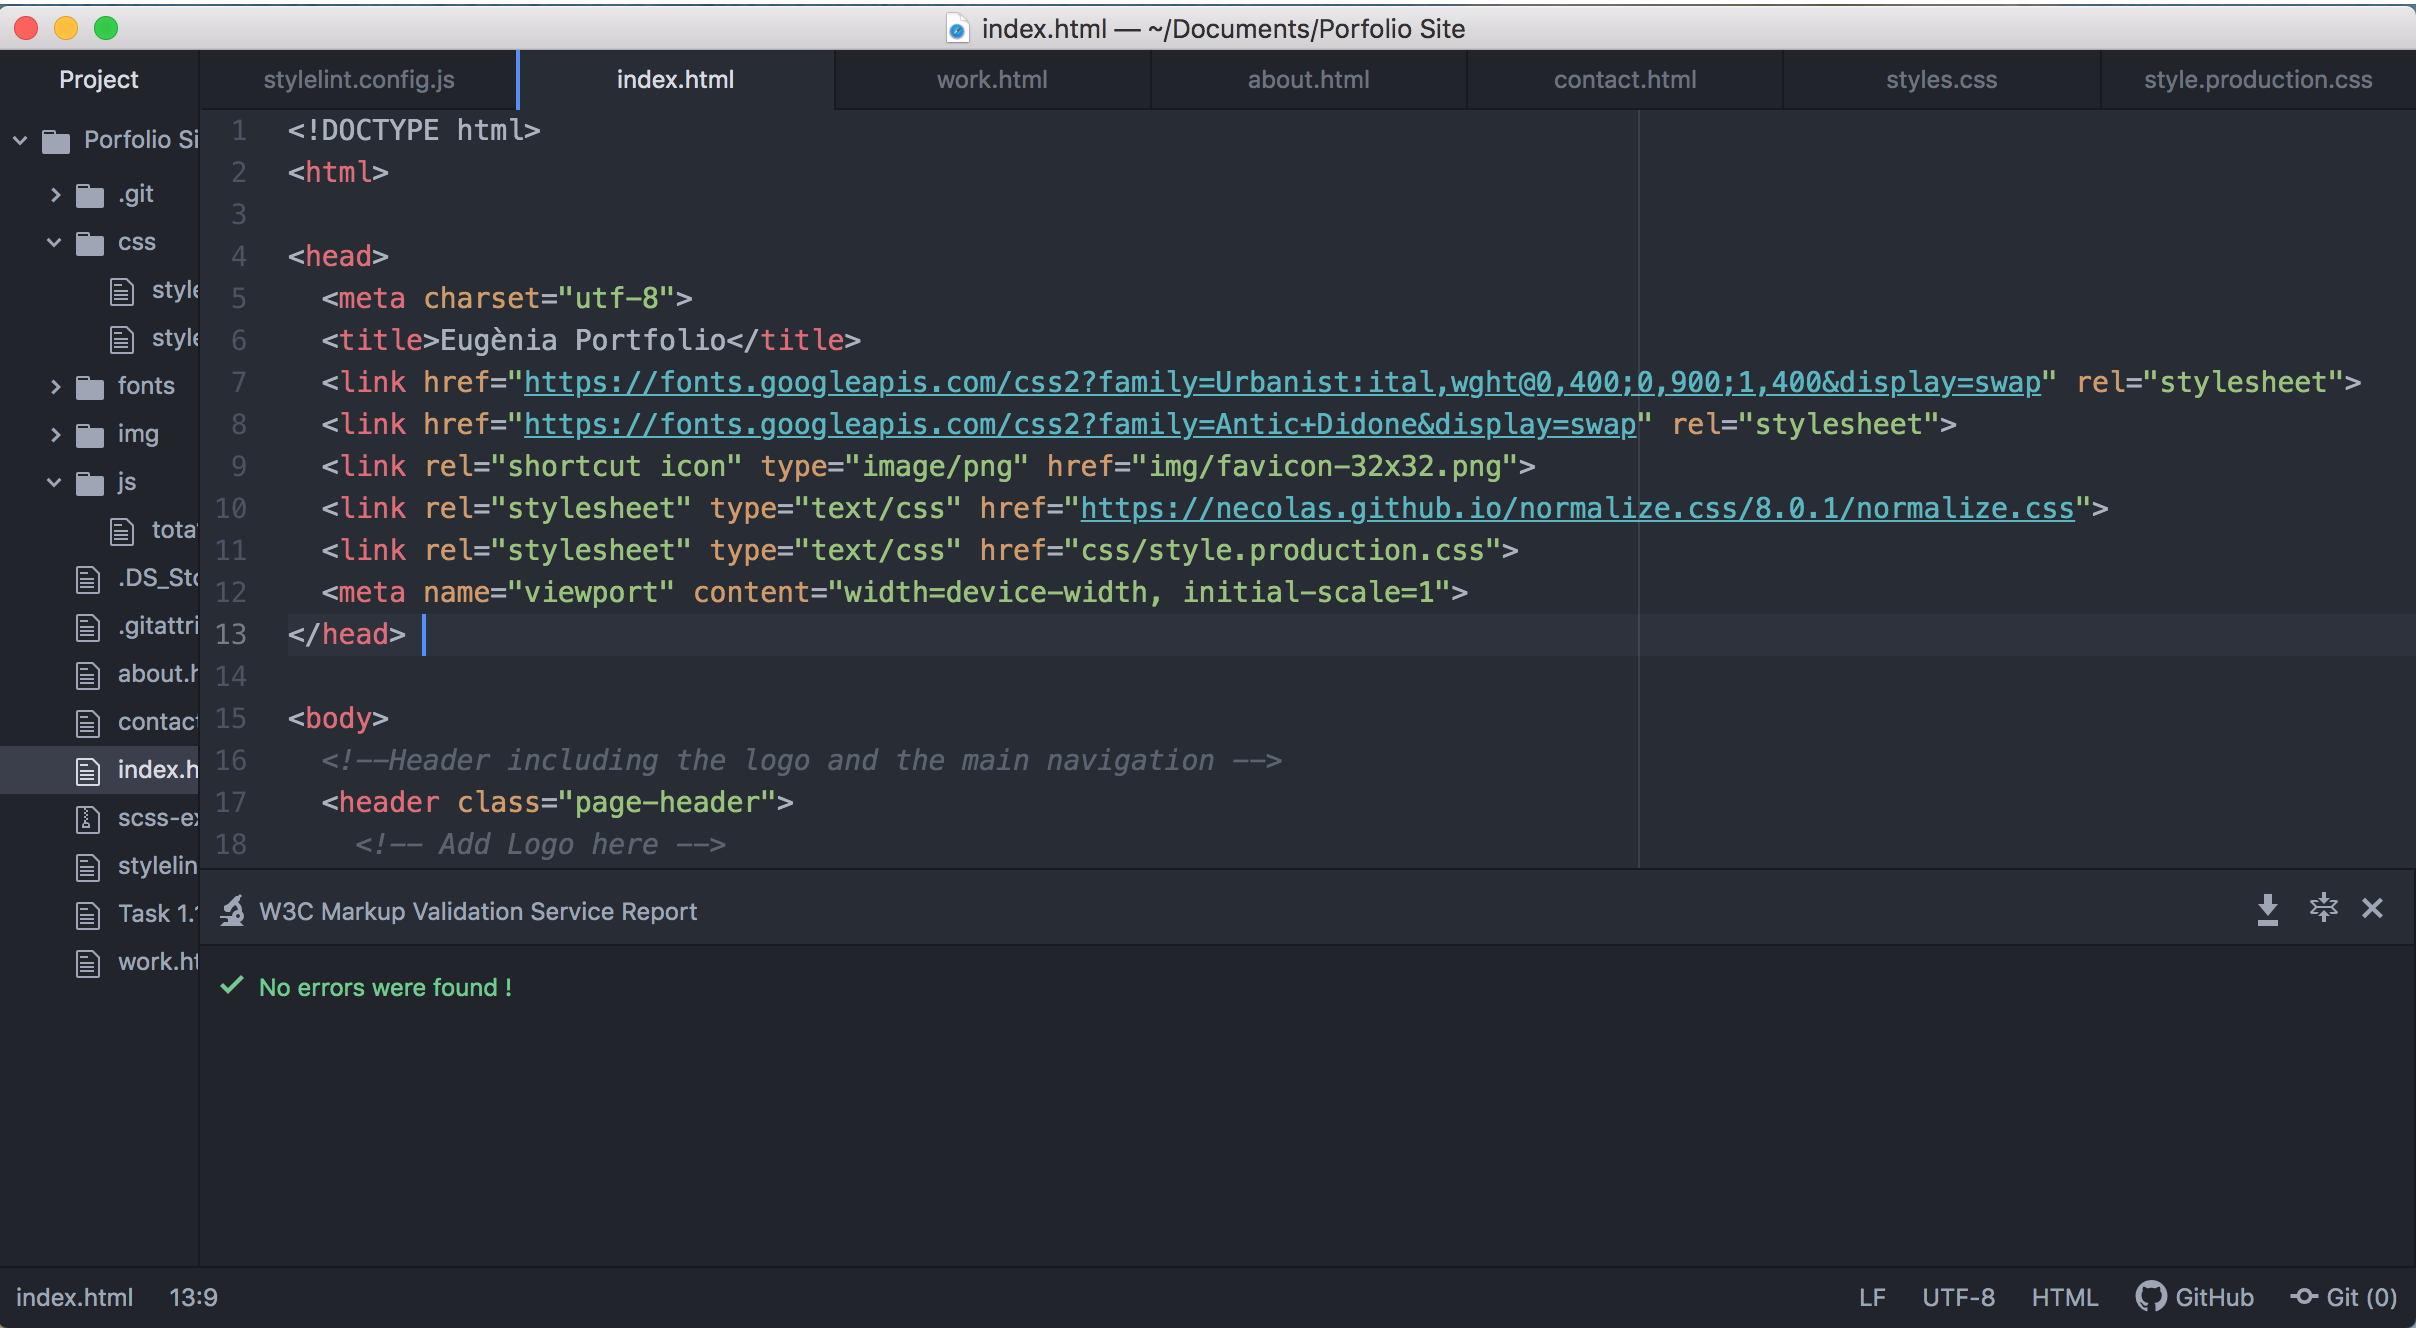 index.html — ~/Documents/Porfolio Site
Project
stylelint.config.js
index.html
work.html
about.html
contact.html
styles.css
style.production.css
Porfolio Si
.git
css
style
style
fonts
img
js
tota
.DS_Sto
.gitattri
about.h
contact
index.h
scss-ex
stylelin
Task 1.1
work.ht
1 <!DOCTYPE html>
2 <html>
3
4 <head>
5 <meta charset="utf-8">
6 <title>Eugènia Portfolio</title>
7 <link href="https://fonts.googleapis.com/css2?family=Urbanist:ital,wght@0,400;0,900;1,400&display=swap" rel="stylesheet">
8 <link href="https://fonts.googleapis.com/css2?family=Antic+Didone&display=swap" rel="stylesheet">
9 <link rel="shortcut icon" type="image/png" href="img/favicon-32x32.png">
10 <link rel="stylesheet" type="text/css" href="https://necolas.github.io/normalize.css/8.0.1/normalize.css">
11 <link rel="stylesheet" type="text/css" href="css/style.production.css">
12 <meta name="viewport" content="width=device-width, initial-scale=1">
13 </head>
14
15 <body>
16 <!--Header including the logo and the main navigation -->
17 <header class="page-header">
18 <!-- Add Logo here -->
W3C Markup Validation Service Report
No errors were found !
index.html 13:9
LF UTF-8 HTML GitHub Git (0)